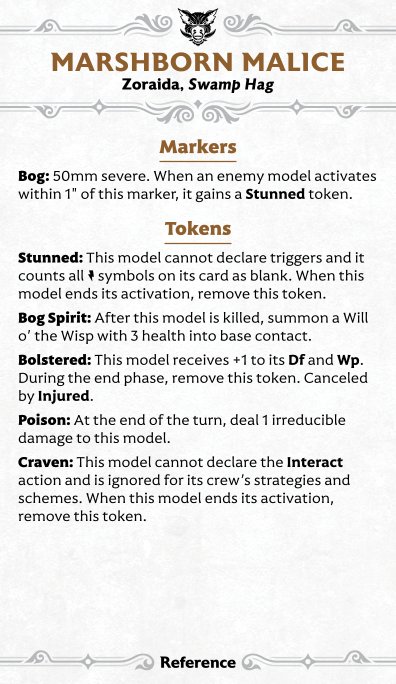 MARSHBORN MALICE
Zoraida, Swamp Hag
Markers
Bog: 50mm severe. When an enemy model activates
within 1" of this marker, it gains a Stunned token.
Tokens
Stunned: This model cannot declare triggers and it
counts all symbols on its card as blank. When this
model ends its activation, remove this token.
Bog Spirit: After this model is killed, summon a Will
o’ the Wisp with 3 health into base contact.
Bolstered: This model receives +1 to its Df and Wp.
During the end phase, remove this token. Canceled
by Injured.
Poison: At the end of the turn, deal 1 irreducible
damage to this model.
Craven: This model cannot declare the Interact
action and is ignored for its crew’s strategies and
schemes. When this model ends its activation,
remove this token.
Reference